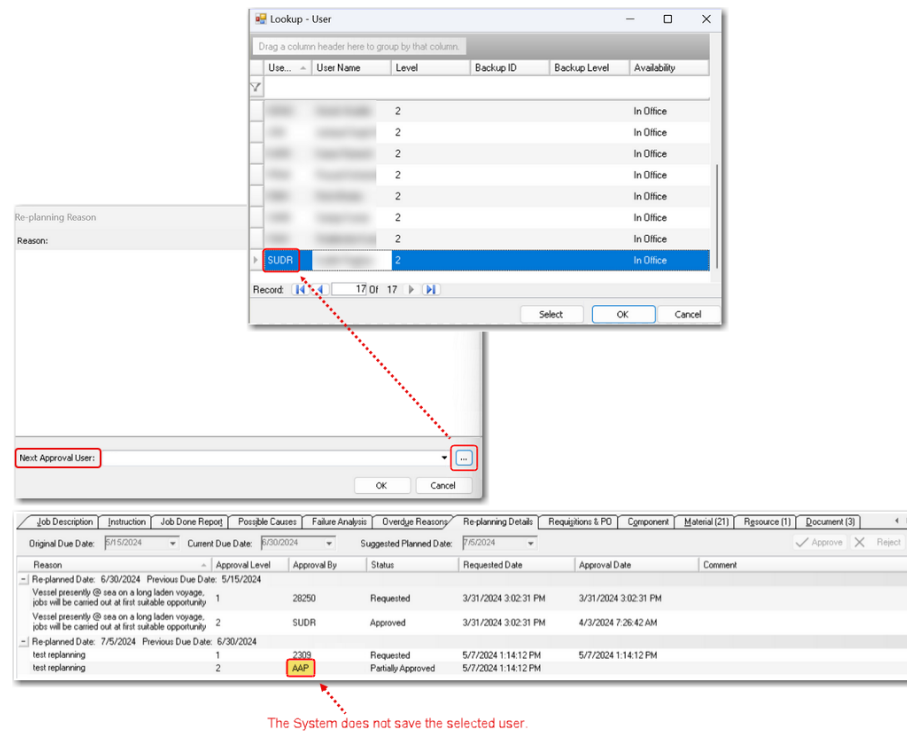 Lookup - User
Drag a column header here to group by that column.
Use... User Name Level Backup ID Backup Level Availability
2 In Office
2 In Office
2 In Office
2 In Office
2 In Office
2 In Office
2 In Office
SUDR 2 In Office
Record: 17 Of 17
Select OK Cancel
Re-planning Reason
Reason:
Next Approval User: ...
OK Cancel
Job Description Instruction Job Done Report Possible Causes Failure Analysis Overdue Reasons Re-planning Details Requisitions & PO Component Material (21) Resource (1) Document (3)
Original Due Date: 5/15/2024 Current Due Date: 6/30/2024 Suggested Planned Date: 7/5/2024 Approve Reject
Reason Approval Level Approval By Status Requested Date Approval Date Comment
Re-planned Date: 6/30/2024 Previous Due Date: 5/15/2024
Vessel presently @ sea on a long laden voyage,
jobs will be carried out at first suitable opportunity 1 28250 Requested 3/31/2024 3:02:31 PM 3/31/2024 3:02:31 PM
Vessel presently @ sea on a long laden voyage,
jobs will be carried out at first suitable opportunity 2 SUDR Approved 3/31/2024 3:02:31 PM 4/3/2024 7:26:42 AM
Re-planned Date: 7/5/2024 Previous Due Date: 6/30/2024
test replanning 1 2309 Requested 5/7/2024 1:14:12 PM 5/7/2024 1:14:12 PM
test replanning 2 AAP Partially Approved 5/7/2024 1:14:12 PM
The System does not save the selected user.